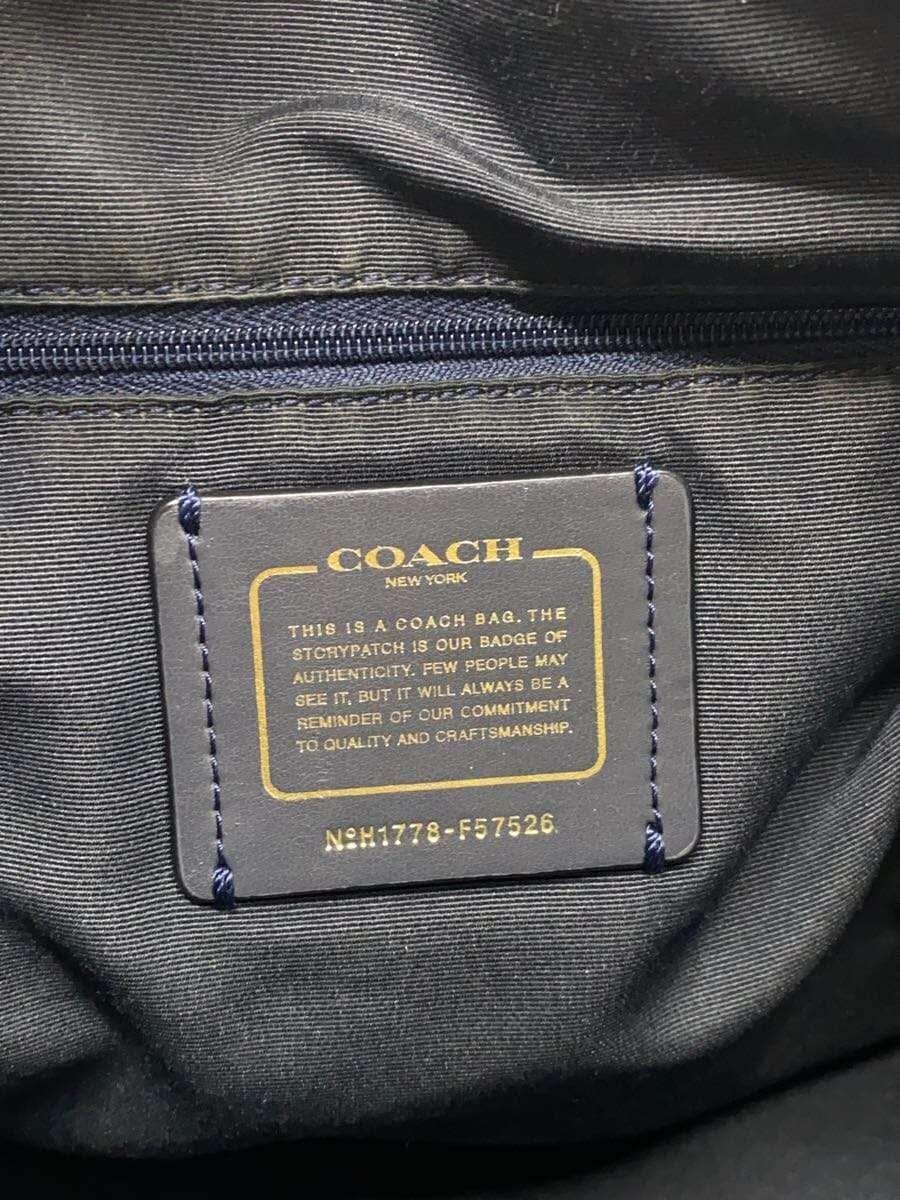 COACH
NEW YORK
THIS IS A COACH BAG. THE
STORYPATCH IS OUR BADGE OF
AUTHENTICITY. FEW PEOPLE MAY
SEE IT, BUT IT WILL ALWAYS BE A
REMINDER OF OUR COMMITMENT
TO QUALITY AND CRAFTSMANSHIP.
NºH1778-F57526